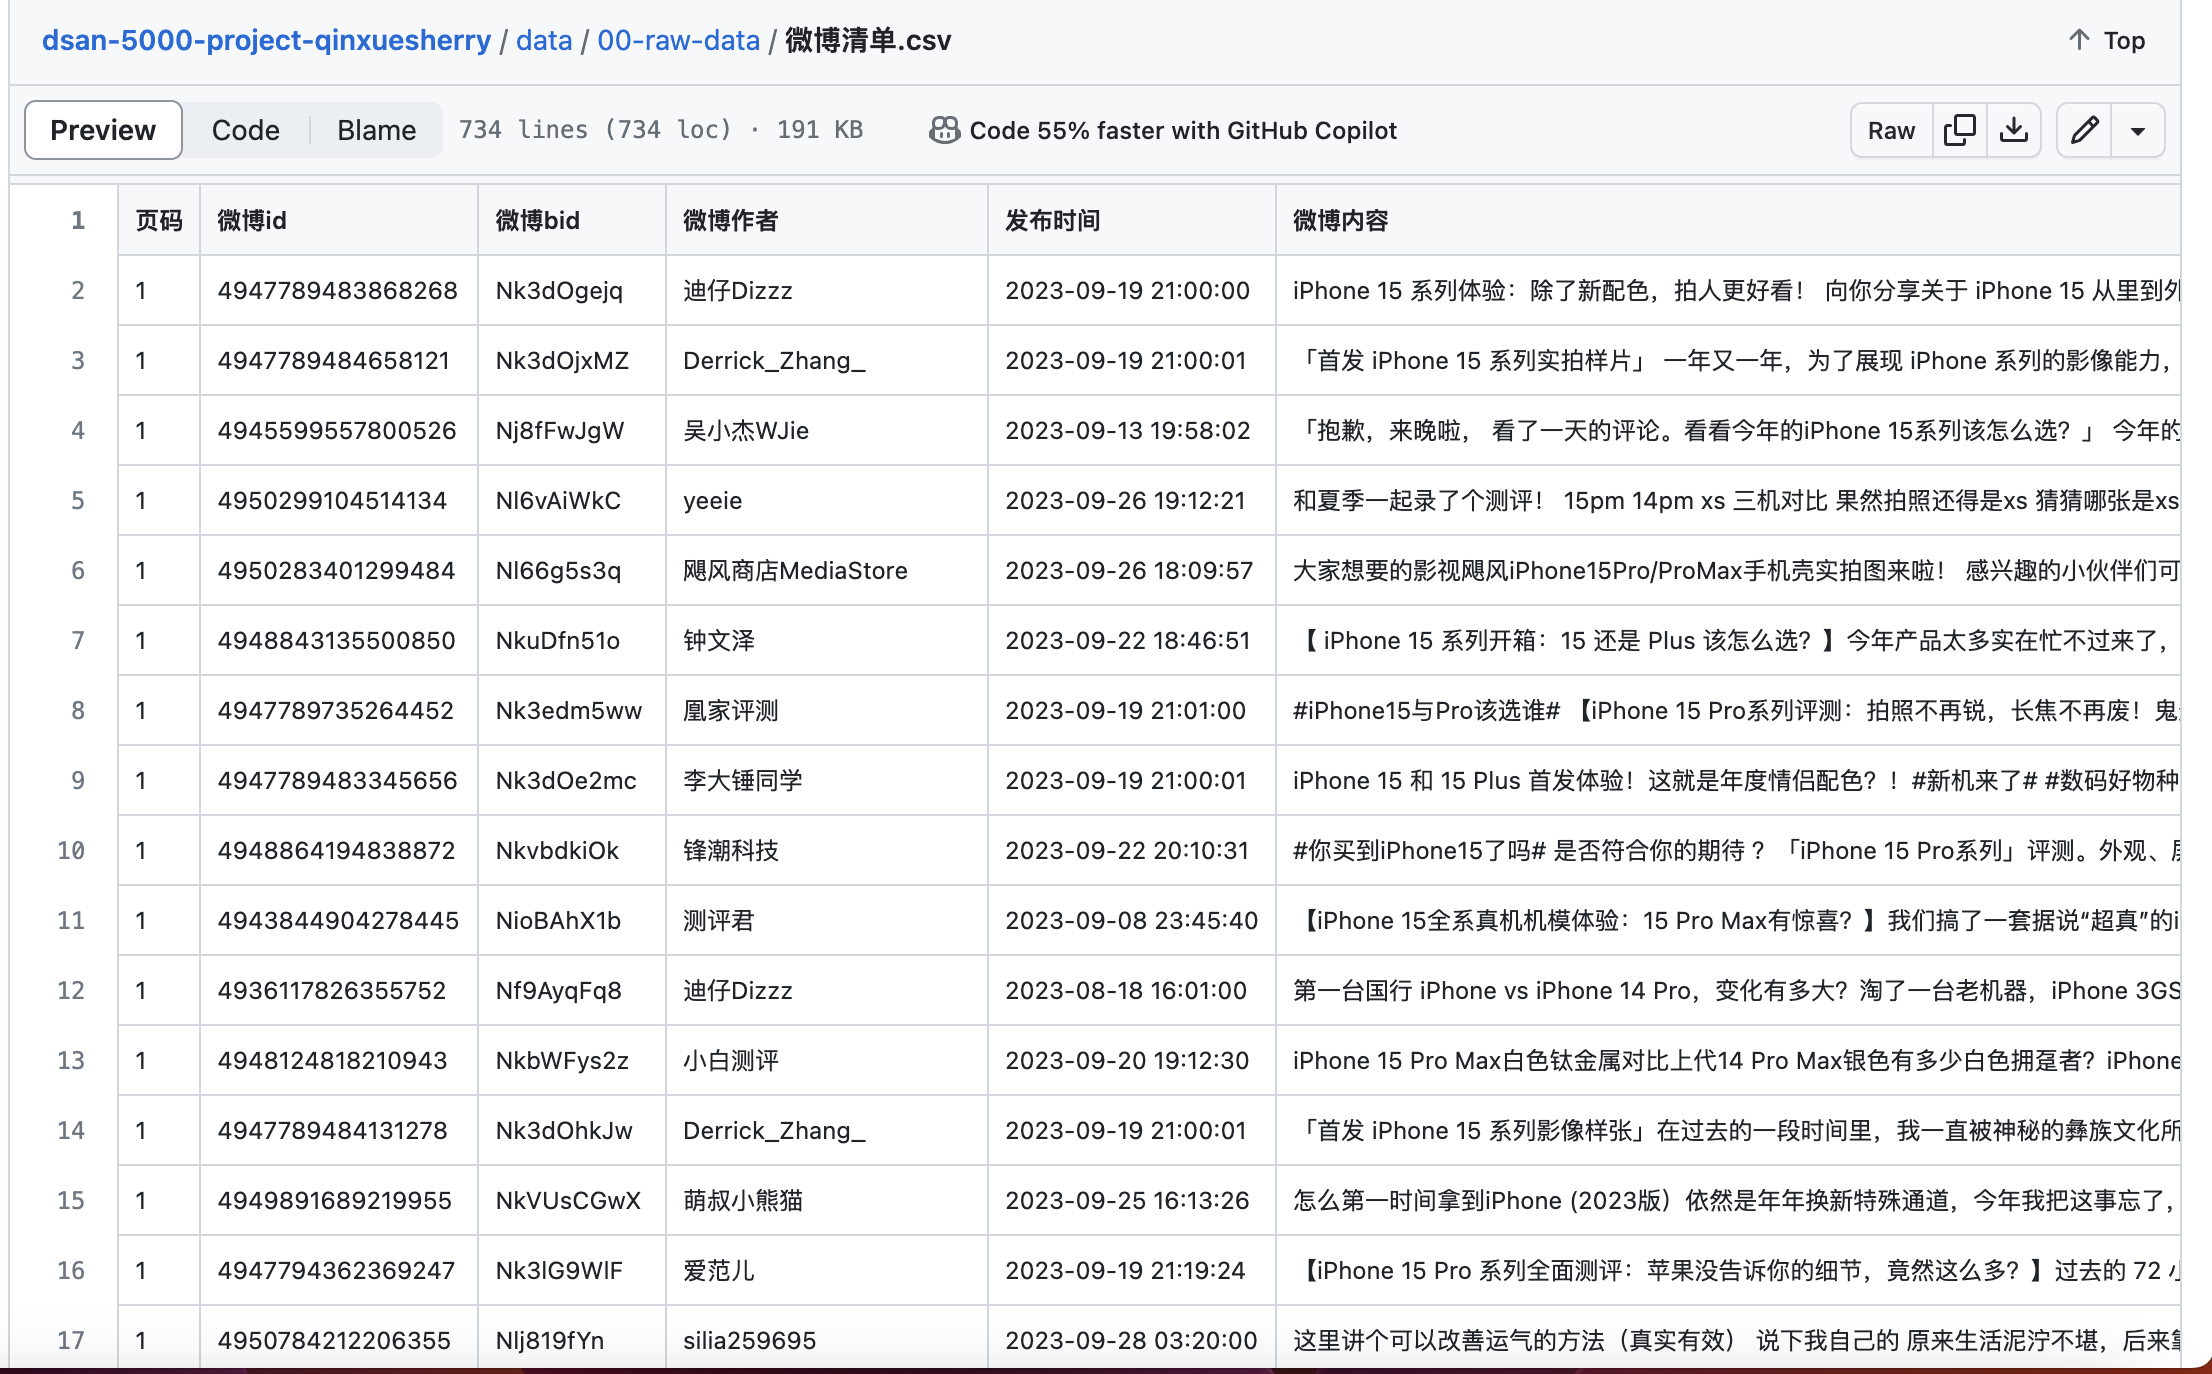 dsan-5000-project-qinxuesherry / data / 00-raw-data / 微博清单.csv Top
Preview Code Blame 734 lines (734 loc) · 191 KB Code 55% faster with GitHub Copilot Raw
1 页码 微博id 微博bid 微博作者 发布时间 微博内容
2 1 4947789483868268 Nk3dOgejq 迪仔Dizzz 2023-09-19 21:00:00 iPhone 15 系列体验：除了新配色，拍人更好看！ 向你分享关于 iPhone 15 从里到外
3 1 4947789484658121 Nk3dOjxMZ Derrick_Zhang_ 2023-09-19 21:00:01 「首发 iPhone 15 系列实拍样片」 一年又一年，为了展现 iPhone 系列的影像能力，
4 1 4945599557800526 Nj8fFwJgW 吴小杰WJie 2023-09-13 19:58:02 「抱歉，来晚啦， 看了一天的评论。看看今年的iPhone 15系列该怎么选？」 今年的
5 1 4950299104514134 Nl6vAiWkC yeeie 2023-09-26 19:12:21 和夏季一起录了个测评！ 15pm 14pm xs 三机对比 果然拍照还得是xs 猜猜哪张是xs
6 1 4950283401299484 Nl66g5s3q 飓风商店MediaStore 2023-09-26 18:09:57 大家想要的影视飓风iPhone15Pro/ProMax手机壳实拍图来啦！ 感兴趣的小伙伴们可
7 1 4948843135500850 NkuDfn51o 钟文泽 2023-09-22 18:46:51 【 iPhone 15 系列开箱：15 还是 Plus 该怎么选？】今年产品太多实在忙不过来了，
8 1 4947789735264452 Nk3edm5ww 凰家评测 2023-09-19 21:01:00 #iPhone15与Pro该选谁# 【iPhone 15 Pro系列评测：拍照不再锐，长焦不再废！鬼
9 1 4947789483345656 Nk3dOe2mc 李大锤同学 2023-09-19 21:00:01 iPhone 15 和 15 Plus 首发体验！这就是年度情侣配色？！#新机来了# #数码好物种
10 1 4948864194838872 NkvbdkiOk 锋潮科技 2023-09-22 20:10:31 #你买到iPhone15了吗# 是否符合你的期待 ？「iPhone 15 Pro系列」评测。外观、
11 1 4943844904278445 NioBAhX1b 测评君 2023-09-08 23:45:40 【iPhone 15全系真机机模体验：15 Pro Max有惊喜？】我们搞了一套据说“超真”的i
12 1 4936117826355752 Nf9AyqFq8 迪仔Dizzz 2023-08-18 16:01:00 第一台国行 iPhone vs iPhone 14 Pro，变化有多大？淘了一台老机器，iPhone 3GS
13 1 4948124818210943 NkbWFys2z 小白测评 2023-09-20 19:12:30 iPhone 15 Pro Max白色钛金属对比上代14 Pro Max银色有多少白色拥趸者？iPhone
14 1 4947789484131278 Nk3dOhkJw Derrick_Zhang_ 2023-09-19 21:00:01 「首发 iPhone 15 系列影像样张」在过去的一段时间里，我一直被神秘的彝族文化所
15 1 4949891689219955 NkVUsCGwX 萌叔小熊猫 2023-09-25 16:13:26 怎么第一时间拿到iPhone (2023版）依然是年年换新特殊通道，今年我把这事忘了，
16 1 4947794362369247 Nk3lG9WlF 爱范儿 2023-09-19 21:19:24 【iPhone 15 Pro 系列全面测评：苹果没告诉你的细节，竟然这么多？】过去的 72
17 1 4950784212206355 Nlj819fYn silia259695 2023-09-28 03:20:00 这里讲个可以改善运气的方法（真实有效） 说下我自己的 原来生活泥泞不堪，后来